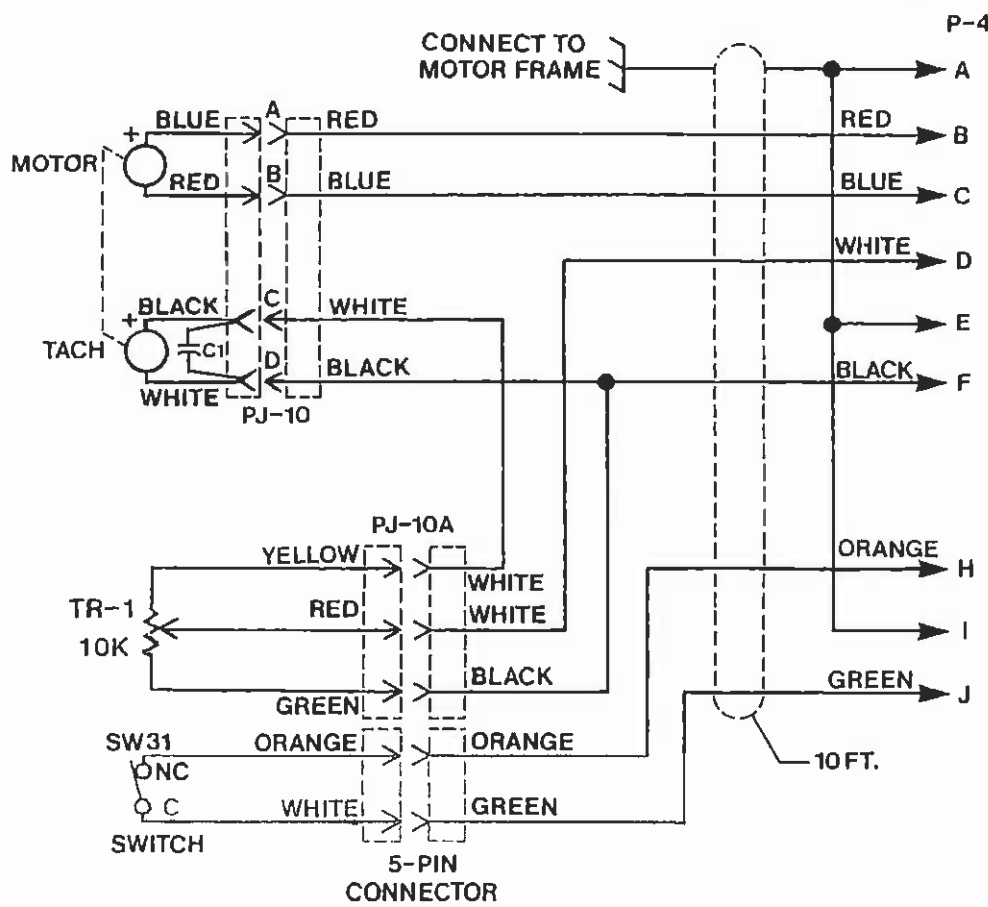 P-4
CONNECT TO
MOTOR FRAME
A
BLUE
A
RED
RED
B
+
MOTOR
RED
B
BLUE
BLUE
C
WHITE
D
BLACK
C
WHITE
+
E
TACH
C1
D
BLACK
BLACK
F
WHITE
PJ-10
PJ-10A
YELLOW
WHITE
ORANGE
H
TR-1
RED
WHITE
10K
I
BLACK
GREEN
J
GREEN
SW31
ORANGE
ORANGE
NC
10 FT.
C
WHITE
GREEN
SWITCH
5-PIN
CONNECTOR